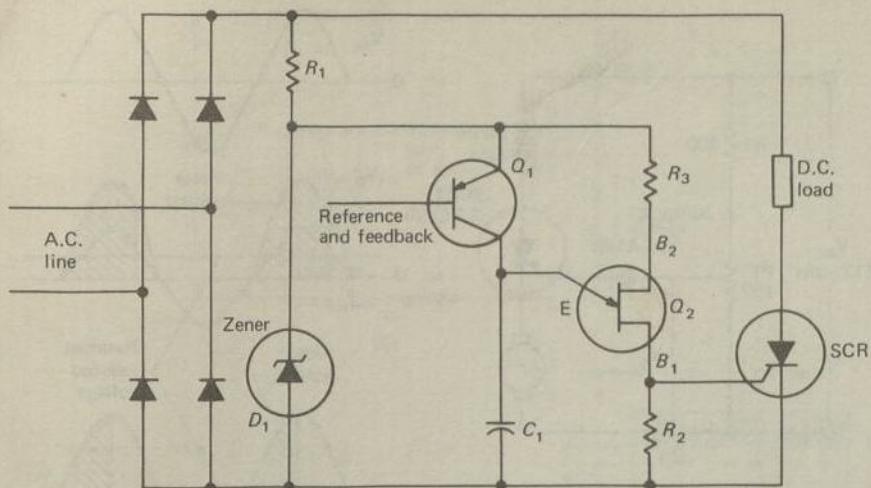 R1
Q1
R3
D.C.
load
Reference
and feedback
A.C.
line
B2
E
Q2
Zener
B1
SCR
D1
C1
R2